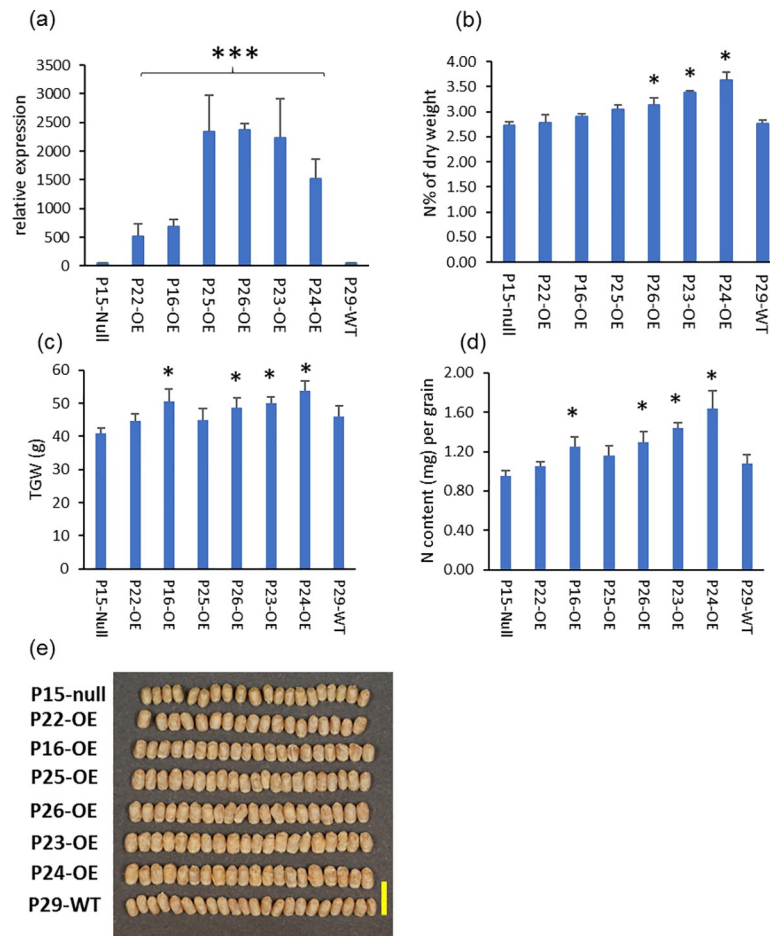 (a)
***
3500
3000
2500
2000
1500
1000
500
0
relative expression
P15-Null
P22-OE
P16-OE
P25-OE
P26-OE
P23-OE
P24-OE
P29-WT
(b)
* * *
4.00
3.50
3.00
2.50
2.00
1.50
1.00
0.50
0.00
N% of dry weight
P15-null
P22-OE
P16-OE
P25-OE
P26-OE
P23-OE
P24-OE
P29-WT
(c)
* * * *
60
50
40
30
20
10
0
TGW (g)
P15-Null
P22-OE
P16-OE
P25-OE
P26-OE
P23-OE
P24-OE
P29-WT
(d)
* * * *
2.00
1.60
1.20
0.80
0.40
0.00
N content (mg) per grain
P15-Null
P22-OE
P16-OE
P25-OE
P26-OE
P23-OE
P24-OE
P29-WT
(e)
P15-null
P22-OE
P16-OE
P25-OE
P26-OE
P23-OE
P24-OE
P29-WT